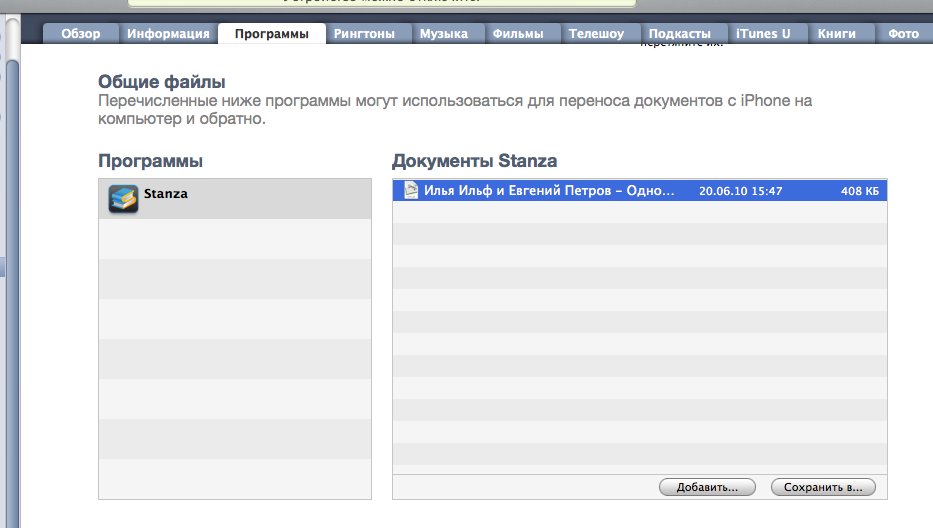 Обзор Информация Программы Рингтоны Музыка Фильмы Телешоу Подкасты iTunes U Книги Фото
перетяните их.
Общие файлы
Перечисленные ниже программы могут использоваться для переноса документов с iPhone на
компьютер и обратно.
Программы
Stanza
Документы Stanza
Илья Ильф и Евгений Петров – Одно... 20.06.10 15:47 408 КБ
Добавить... Сохранить в...